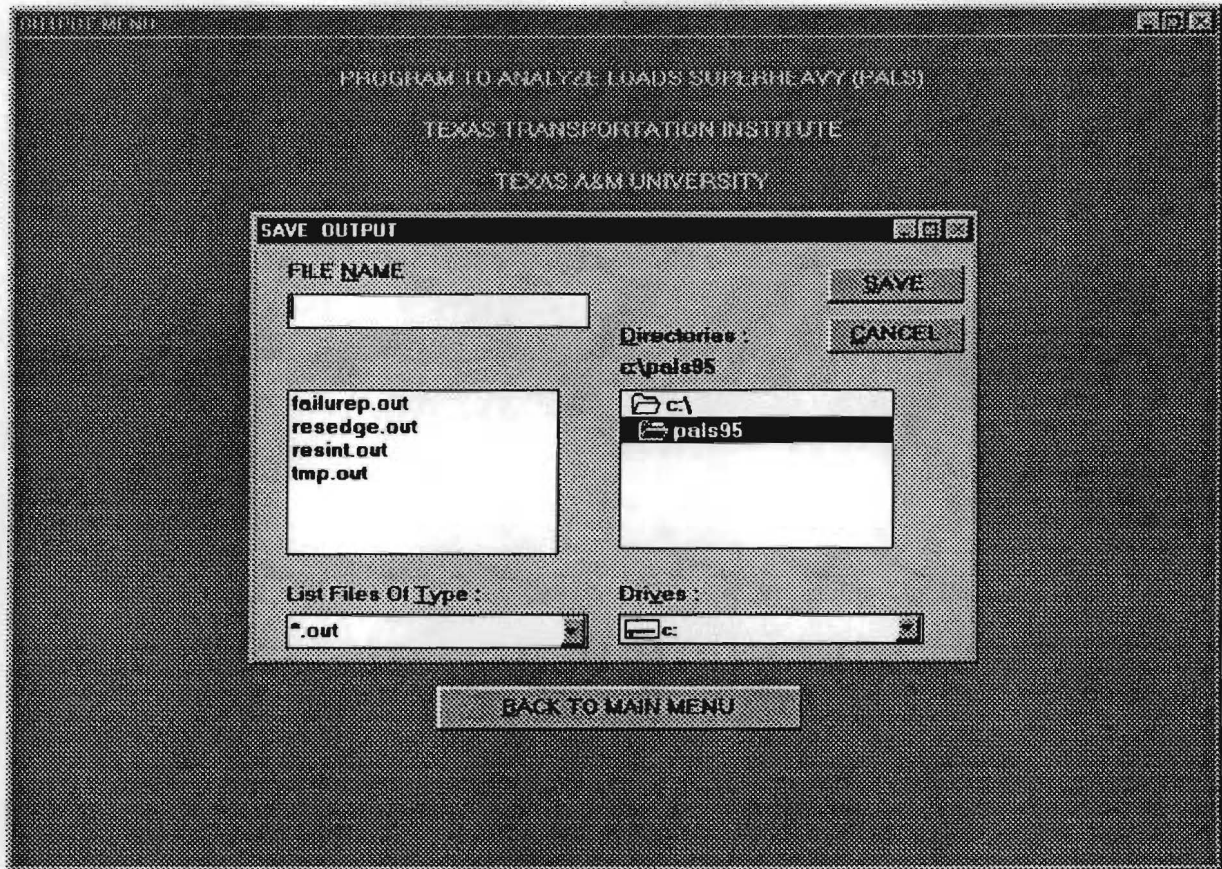 OUTPUT MENU
PROGRAM TO ANALYZE LOADS SUPERHEAVY (PALS)
TEXAS TRANSPORTATION INSTITUTE
TEXAS A&M UNIVERSITY
SAVE OUTPUT
FILE NAME
SAVE
CANCEL
Directories :
c:\pals95
failurep.out
resedge.out
resint.out
tmp.out
c:\
pals95
List Files Of Type :
*.out
Drives :
c:
BACK TO MAIN MENU